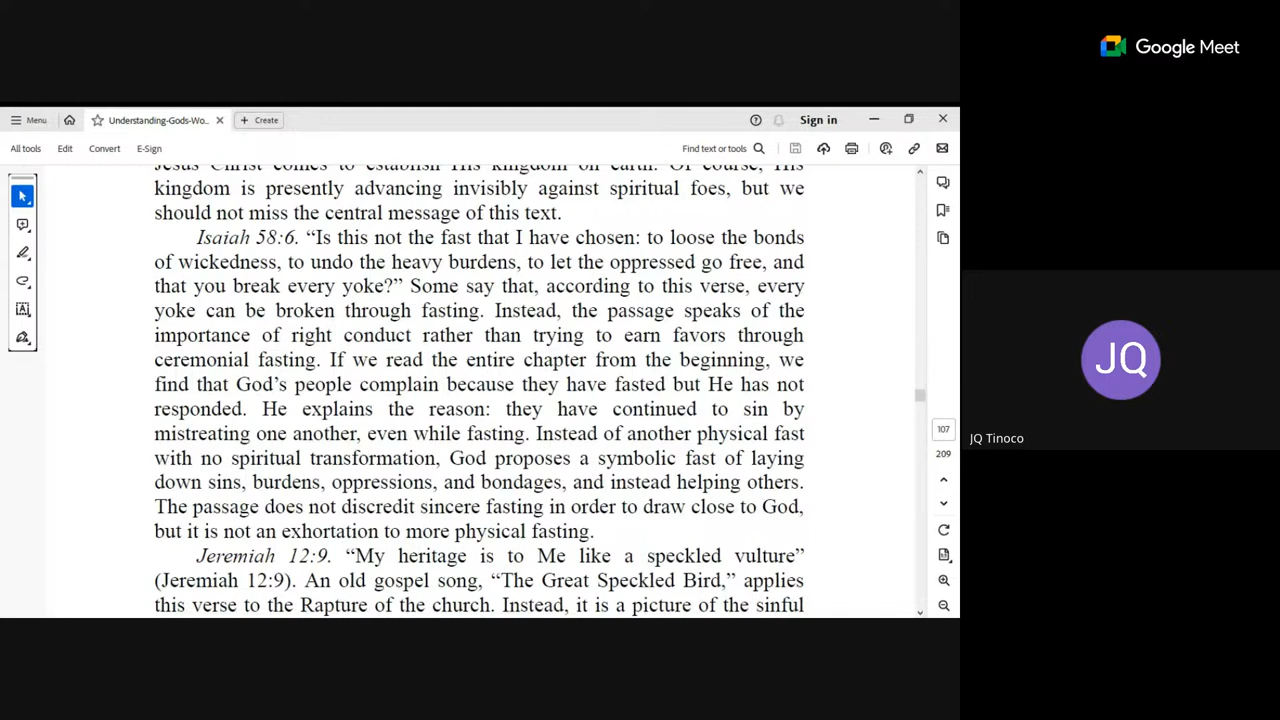 Google Meet
Menu
Understanding-Gods-Wo...
Create
Sign in
All tools
Edit
Convert
E-Sign
Find text or tools
Jesus Christ comes to establish His kingdom on earth. Of course, His
kingdom is presently advancing invisibly against spiritual foes, but we
should not miss the central message of this text.
Isaiah 58:6. “Is this not the fast that I have chosen: to loose the bonds
of wickedness, to undo the heavy burdens, to let the oppressed go free, and
that you break every yoke?” Some say that, according to this verse, every
yoke can be broken through fasting. Instead, the passage speaks of the
importance of right conduct rather than trying to earn favors through
ceremonial fasting. If we read the entire chapter from the beginning, we
find that God’s people complain because they have fasted but He has not
responded. He explains the reason: they have continued to sin by
mistreating one another, even while fasting. Instead of another physical fast
with no spiritual transformation, God proposes a symbolic fast of laying
down sins, burdens, oppressions, and bondages, and instead helping others.
The passage does not discredit sincere fasting in order to draw close to God,
but it is not an exhortation to more physical fasting.
Jeremiah 12:9. “My heritage is to Me like a speckled vulture”
(Jeremiah 12:9). An old gospel song, “The Great Speckled Bird,” applies
this verse to the Rapture of the church. Instead, it is a picture of the sinful
107
209
JQ
JQ Tinoco